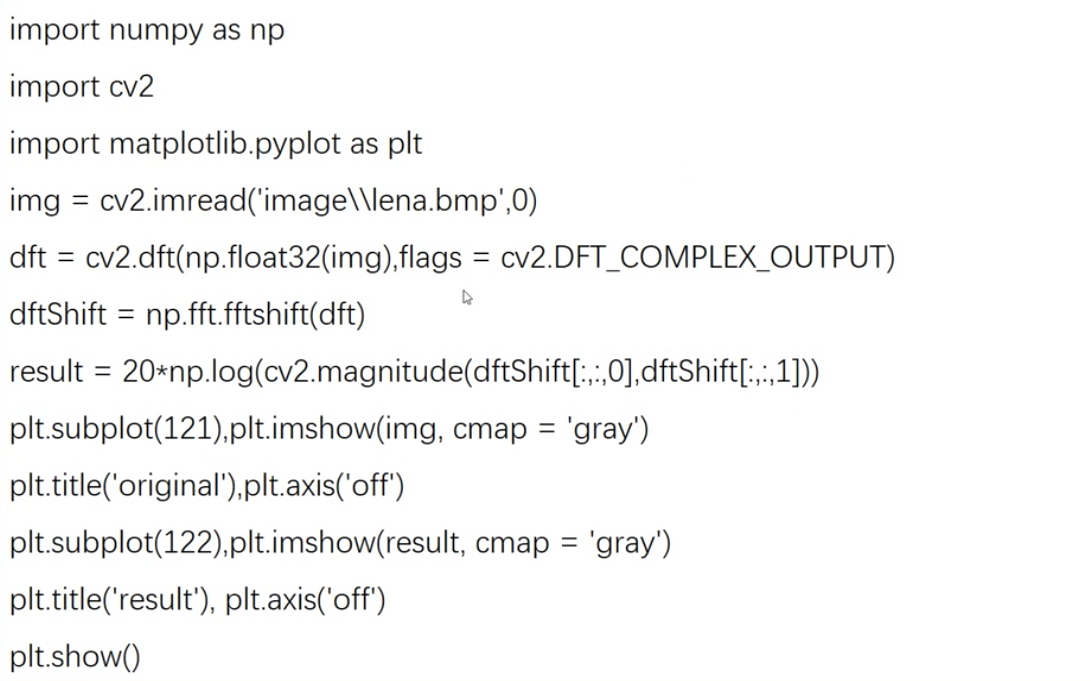 import numpy as np
import cv2
import matplotlib.pyplot as plt
img = cv2.imread('image\\lena.bmp',0)
dft = cv2.dft(np.float32(img),flags = cv2.DFT_COMPLEX_OUTPUT)
dftShift = np.fft.fftshift(dft)
result = 20*np.log(cv2.magnitude(dftShift[:,:,0],dftShift[:,:,1]))
plt.subplot(121),plt.imshow(img, cmap = 'gray')
plt.title('original'),plt.axis('off')
plt.subplot(122),plt.imshow(result, cmap = 'gray')
plt.title('result'), plt.axis('off')
plt.show()